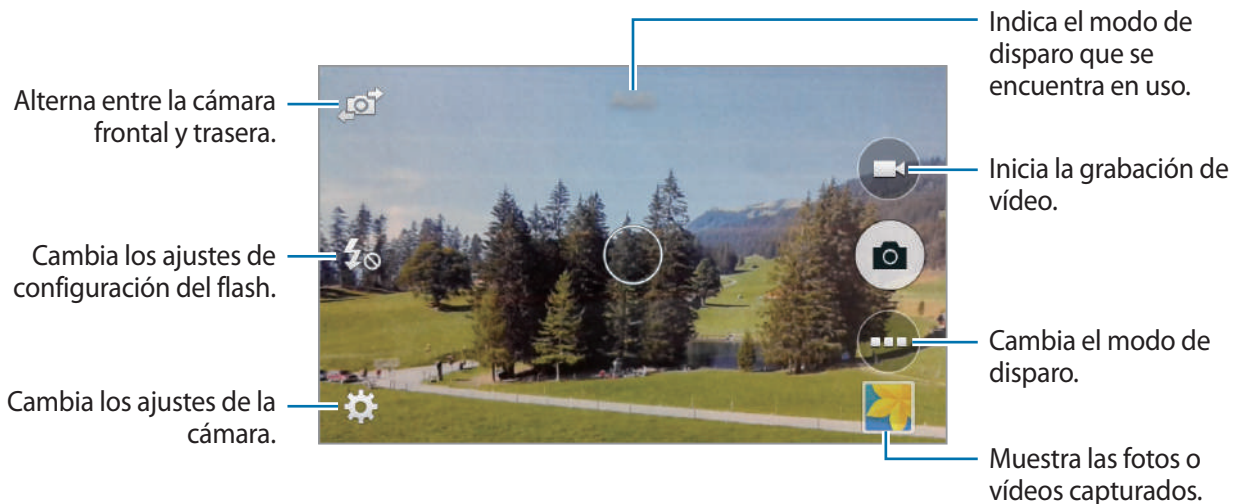 Indica el modo de
disparo que se
encuentra en uso.
Alterna entre la cámara
frontal y trasera.
Inicia la grabación de
vídeo.
Cambia los ajustes de
configuración del flash.
Cambia el modo de
disparo.
Cambia los ajustes de la
cámara.
Muestra las fotos o
vídeos capturados.